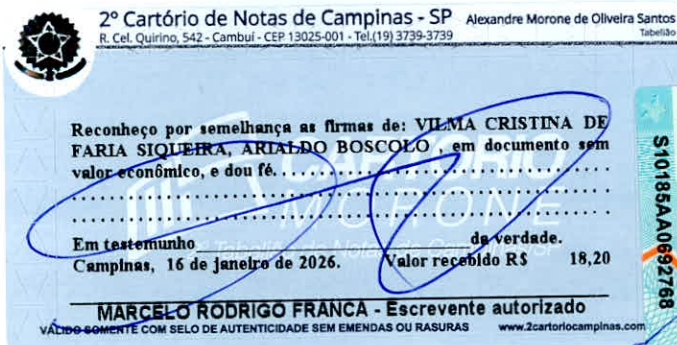 2º Cartório de Notas de Campinas - SP Alexandre Morone de Oliveira Santos
R. Cel. Quirino, 542 - Cambuí - CEP 13025-001 - Tel.(19) 3739-3739 Tabelião
Reconheço por semelhança as firmas de: VILMA CRISTINA DE
FARIA SIQUEIRA, ARIALDO BOSCOLO , em documento sem
valor econômico, e dou fé.
CARTÓRIO
MORONE
Em testemunho da verdade.
Campinas, 16 de janeiro de 2026. Valor recebido R$ 18,20
MARCELO RODRIGO FRANCA - Escrevente autorizado
VÁLIDO SOMENTE COM SELO DE AUTENTICIDADE SEM EMENDAS OU RASURAS www.2cartoriocampinas.com
S10185AA0692768